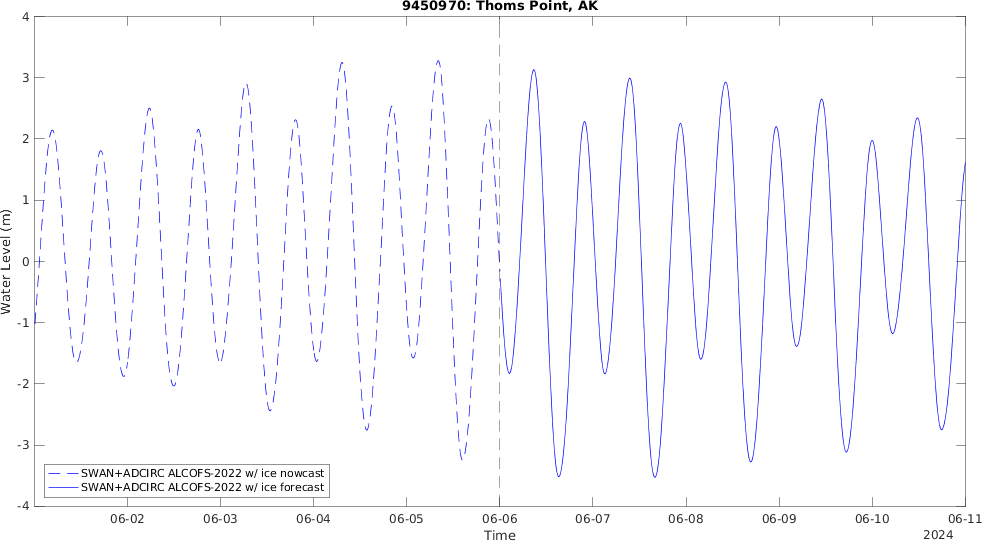 9450970: Thoms Point, AK
4
3
2
1
0
-1
-2
-3
-4
Water Level (m)
SWAN+ADCIRC ALCOFS-2022 w/ ice nowcast
SWAN+ADCIRC ALCOFS-2022 w/ ice forecast
06-02 06-03 06-04 06-05 06-06 06-07 06-08 06-09 06-10 06-11
Time
2024